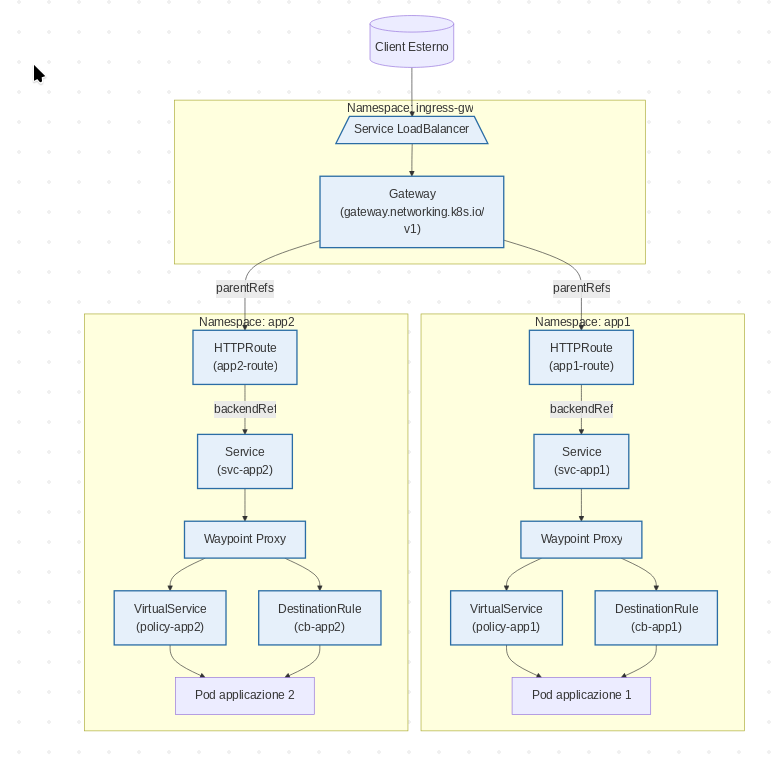 Client Esterno
Namespace: ingress-gw
Service LoadBalancer
Gateway
(gateway.networking.k8s.io/
v1)
parentRefs
parentRefs
Namespace: app2
HTTPRoute
(app2-route)
backendRef
Service
(svc-app2)
Waypoint Proxy
VirtualService
(policy-app2)
DestinationRule
(cb-app2)
Pod applicazione 2
Namespace: app1
HTTPRoute
(app1-route)
backendRef
Service
(svc-app1)
Waypoint Proxy
VirtualService
(policy-app1)
DestinationRule
(cb-app1)
Pod applicazione 1